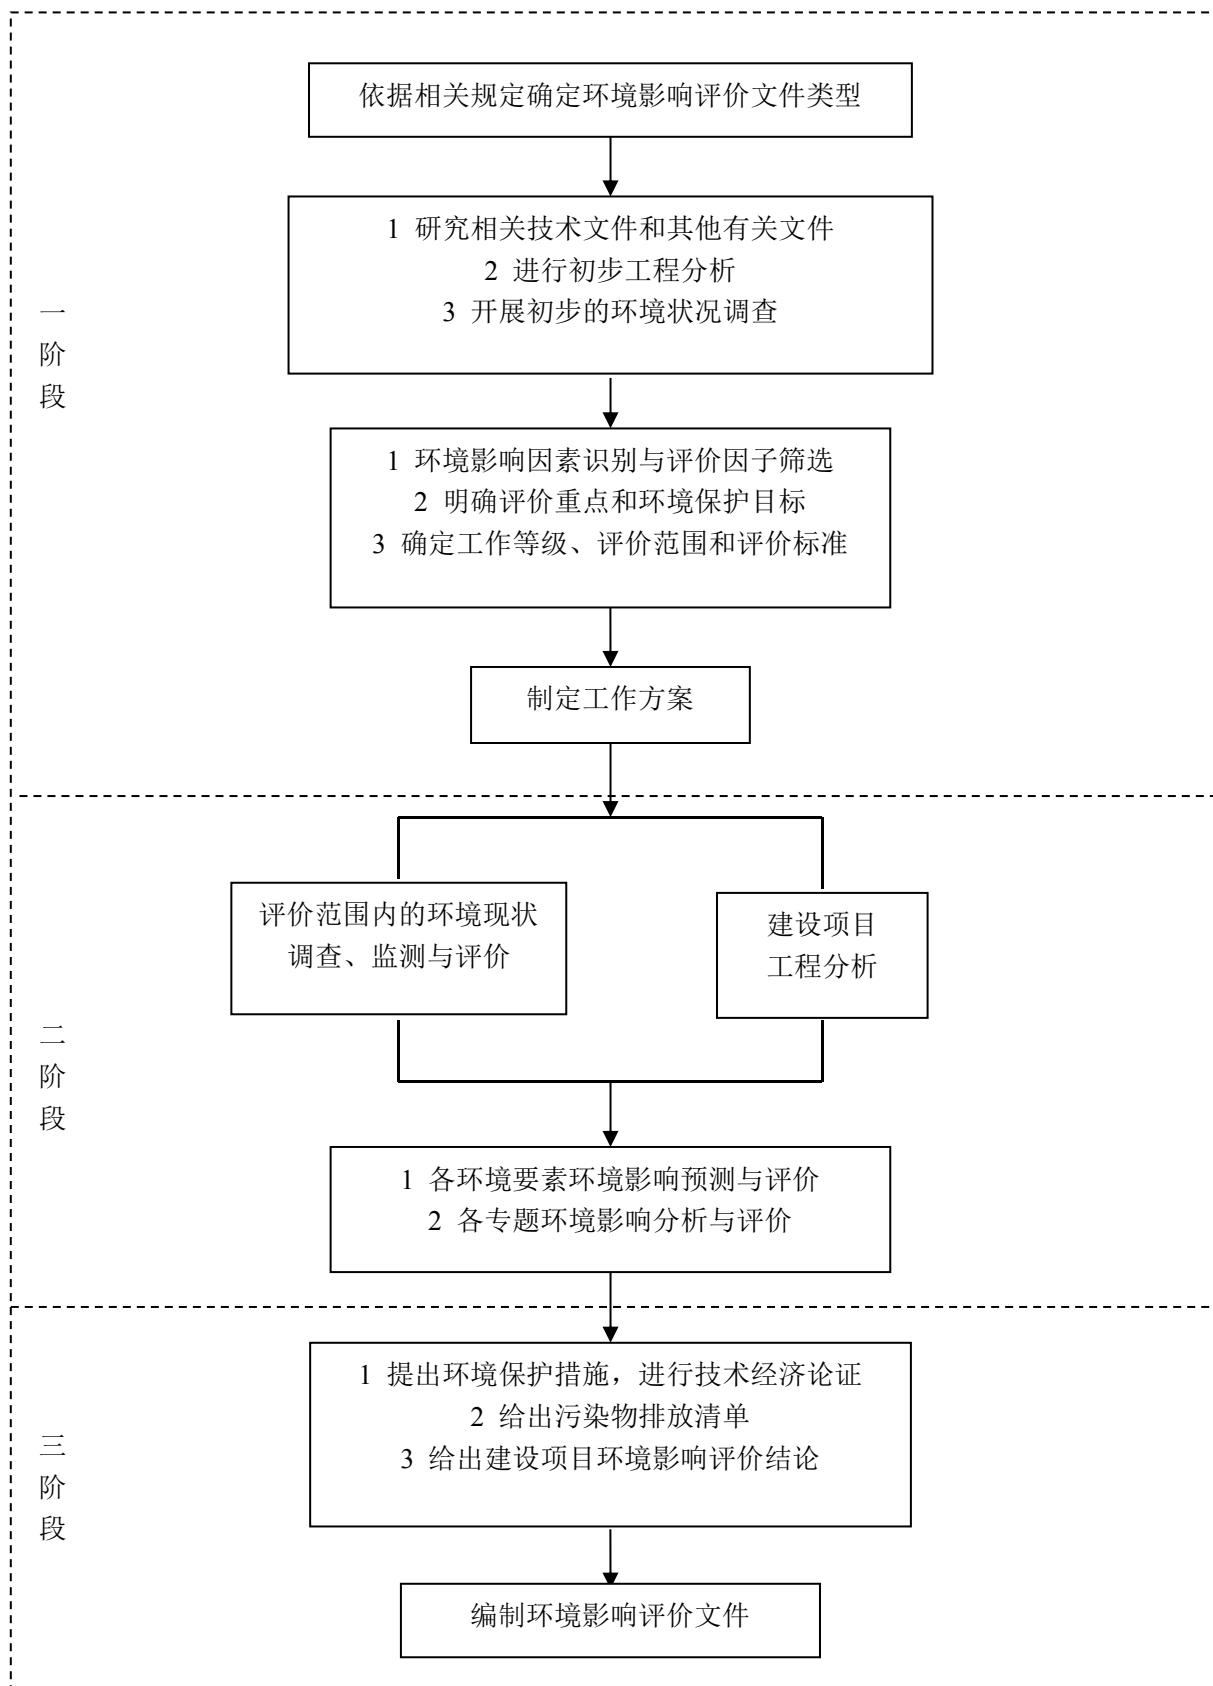 依据相关规定确定环境影响评价文件类型
1 研究相关技术文件和其他有关文件
2 进行初步工程分析
3 开展初步的环境状况调查
一
阶
段
1 环境影响因素识别与评价因子筛选
2 明确评价重点和环境保护目标
3 确定工作等级、评价范围和评价标准
制定工作方案
评价范围内的环境现状
调查、监测与评价
建设项目
工程分析
二
阶
段
1 各环境要素环境影响预测与评价
2 各专题环境影响分析与评价
1 提出环境保护措施，进行技术经济论证
2 给出污染物排放清单
3 给出建设项目环境影响评价结论
三
阶
段
编制环境影响评价文件